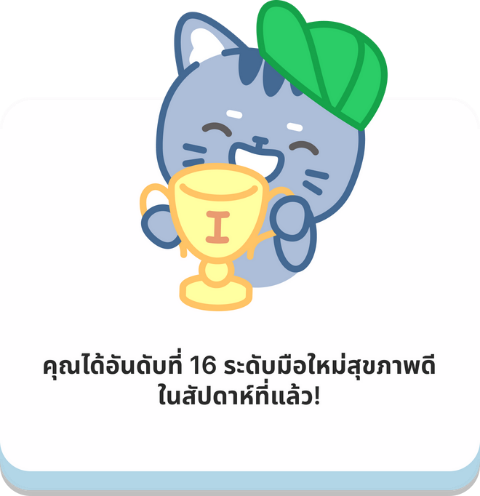 I
คุณได้อันดับที่ 16 ระดับมือใหม่สุขภาพดี
ในสัปดาห์ที่แล้ว!